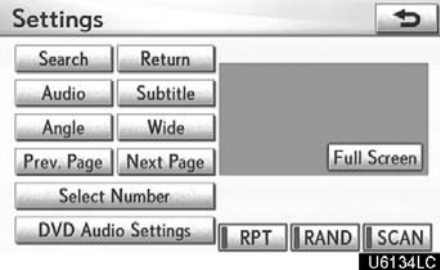 Settings
Search Return
Audio Subtitle
Angle Wide
Prev. Page Next Page Full Screen
Select Number
DVD Audio Settings RPT RAND SCAN
U6134LC